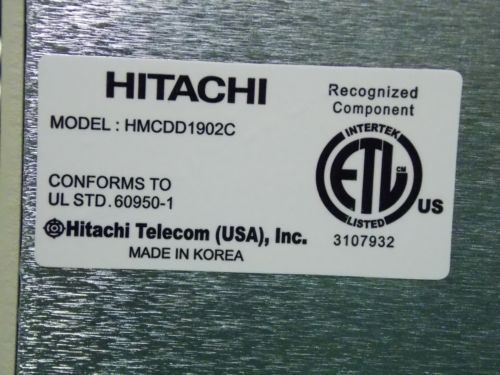 HITACHI
MODEL : HMCDD1902C
CONFORMS TO
UL STD. 60950-1
Hitachi Telecom (USA), Inc.
MADE IN KOREA
Recognized
Component
INTERTEK
ETL CM
LISTED
US
3107932